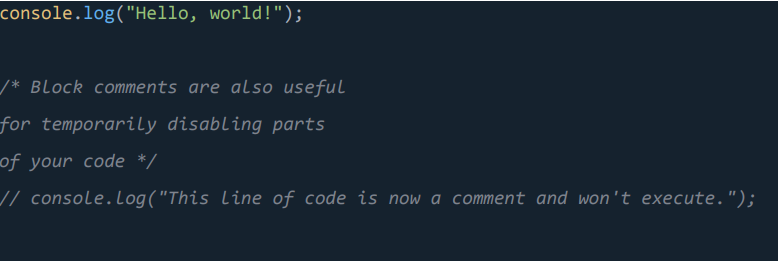 console.log("Hello, world!");
/* Block comments are also useful
for temporarily disabling parts
of your code */
// console.log("This line of code is now a comment and won't execute.");